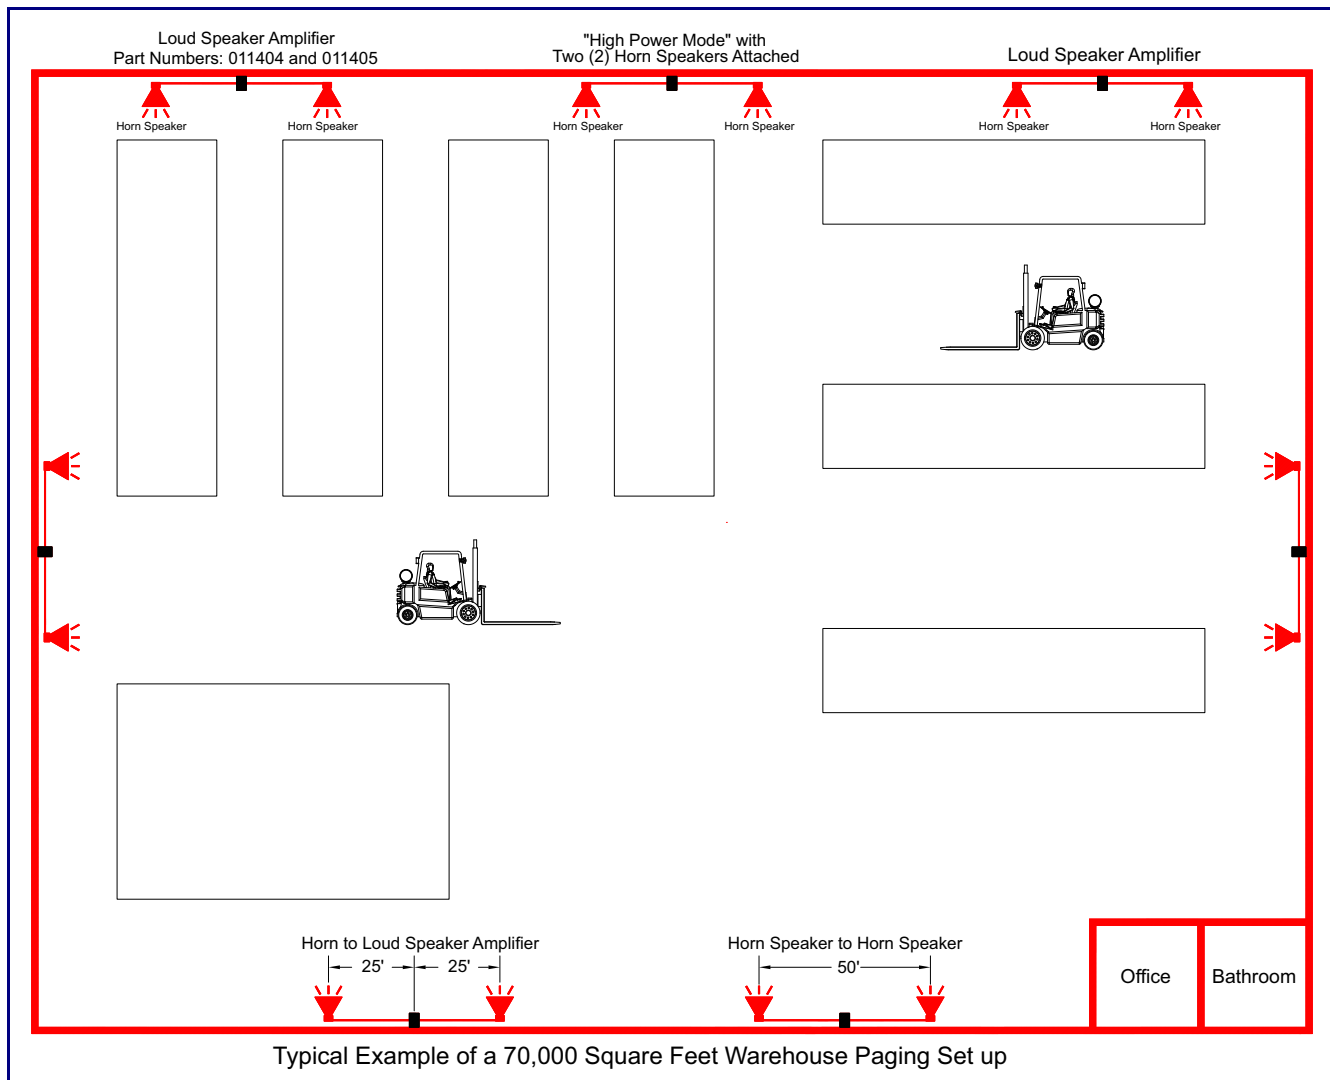 Loud Speaker Amplifier
Part Numbers: 011404 and 011405
"High Power Mode" with
Two (2) Horn Speakers Attached
Loud Speaker Amplifier
Horn Speaker
Horn Speaker
Horn Speaker
Horn Speaker
Horn Speaker
Horn Speaker
Horn to Loud Speaker Amplifier
25'
25'
Horn Speaker to Horn Speaker
50'
Office
Bathroom
Typical Example of a 70,000 Square Feet Warehouse Paging Set up